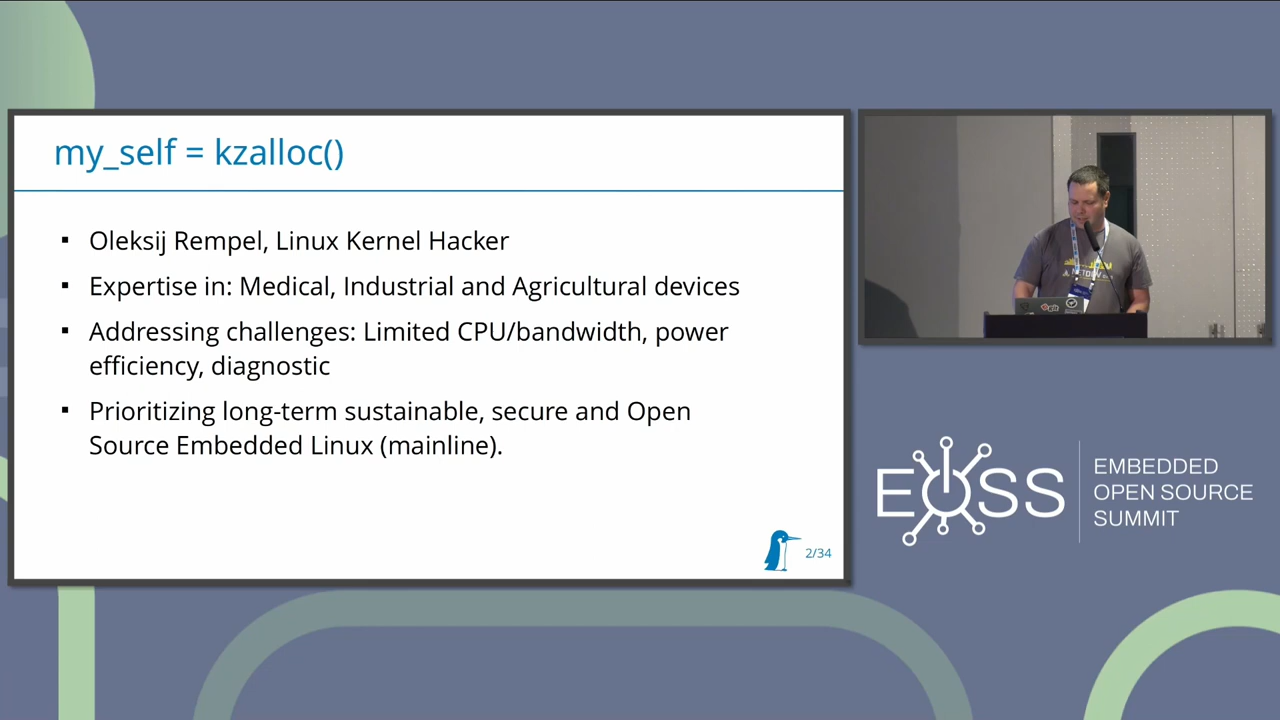 my_self = kzalloc()
▪ Oleksij Rempel, Linux Kernel Hacker
▪ Expertise in: Medical, Industrial and Agricultural devices
▪ Addressing challenges: Limited CPU/bandwidth, power
efficiency, diagnostic
▪ Prioritizing long-term sustainable, secure and Open
Source Embedded Linux (mainline).
2/34
NETDEV
git
EOSS
EMBEDDED
OPEN SOURCE
SUMMIT